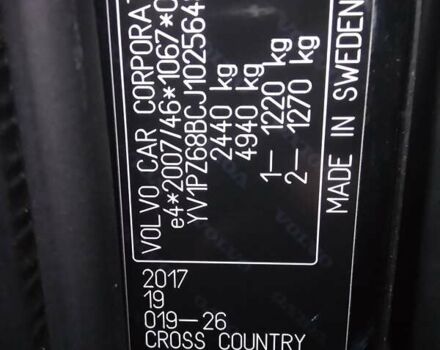 VOLVO CAR CORPORAT
e4*2007/46*1067*0
YV1PZ68BCJ102564
2440 kg
4940 kg
1– 1220 kg
2– 1270 kg
MADE IN SWEDEN
2017
19
019–26
CROSS COUNTRY